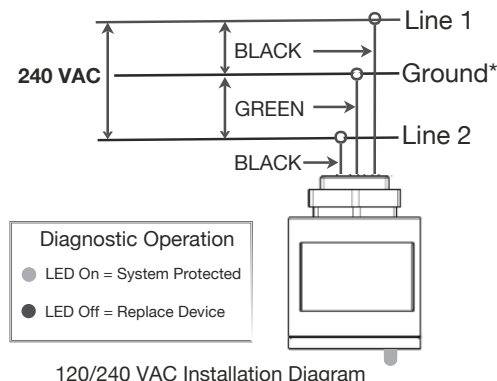 Line 1
BLACK
240 VAC
Ground*
GREEN
Line 2
BLACK
Diagnostic Operation
LED On = System Protected
LED Off = Replace Device
120/240 VAC Installation Diagram